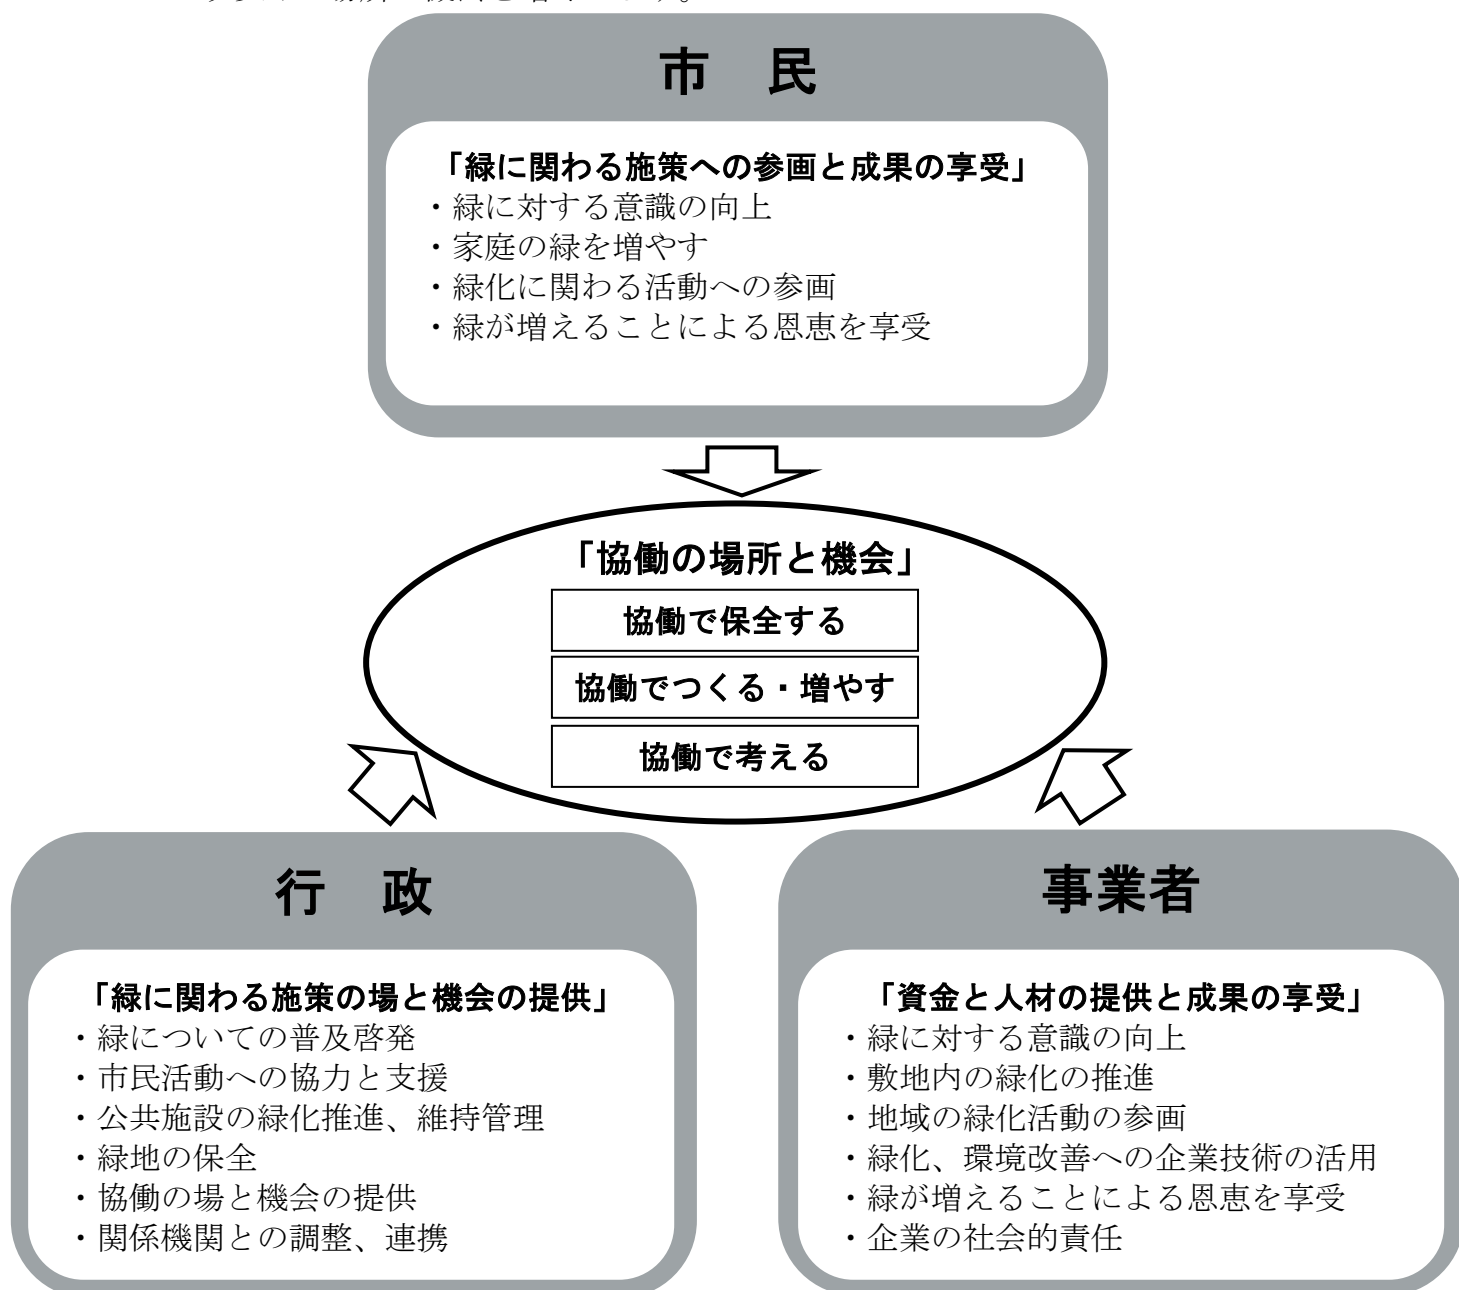 市　民
「緑に関わる施策への参画と成果の享受」
・緑に対する意識の向上
・家庭の緑を増やす
・緑化に関わる活動への参画
・緑が増えることによる恩恵を享受
「協働の場所と機会」
協働で保全する
協働でつくる・増やす
協働で考える
行　政
「緑に関わる施策の場と機会の提供」
・緑についての普及啓発
・市民活動への協力と支援
・公共施設の緑化推進、維持管理
・緑地の保全
・協働の場と機会の提供
・関係機関との調整、連携
事業者
「資金と人材の提供と成果の享受」
・緑に対する意識の向上
・敷地内の緑化の推進
・地域の緑化活動の参画
・緑化、環境改善への企業技術の活用
・緑が増えることによる恩恵を享受
・企業の社会的責任